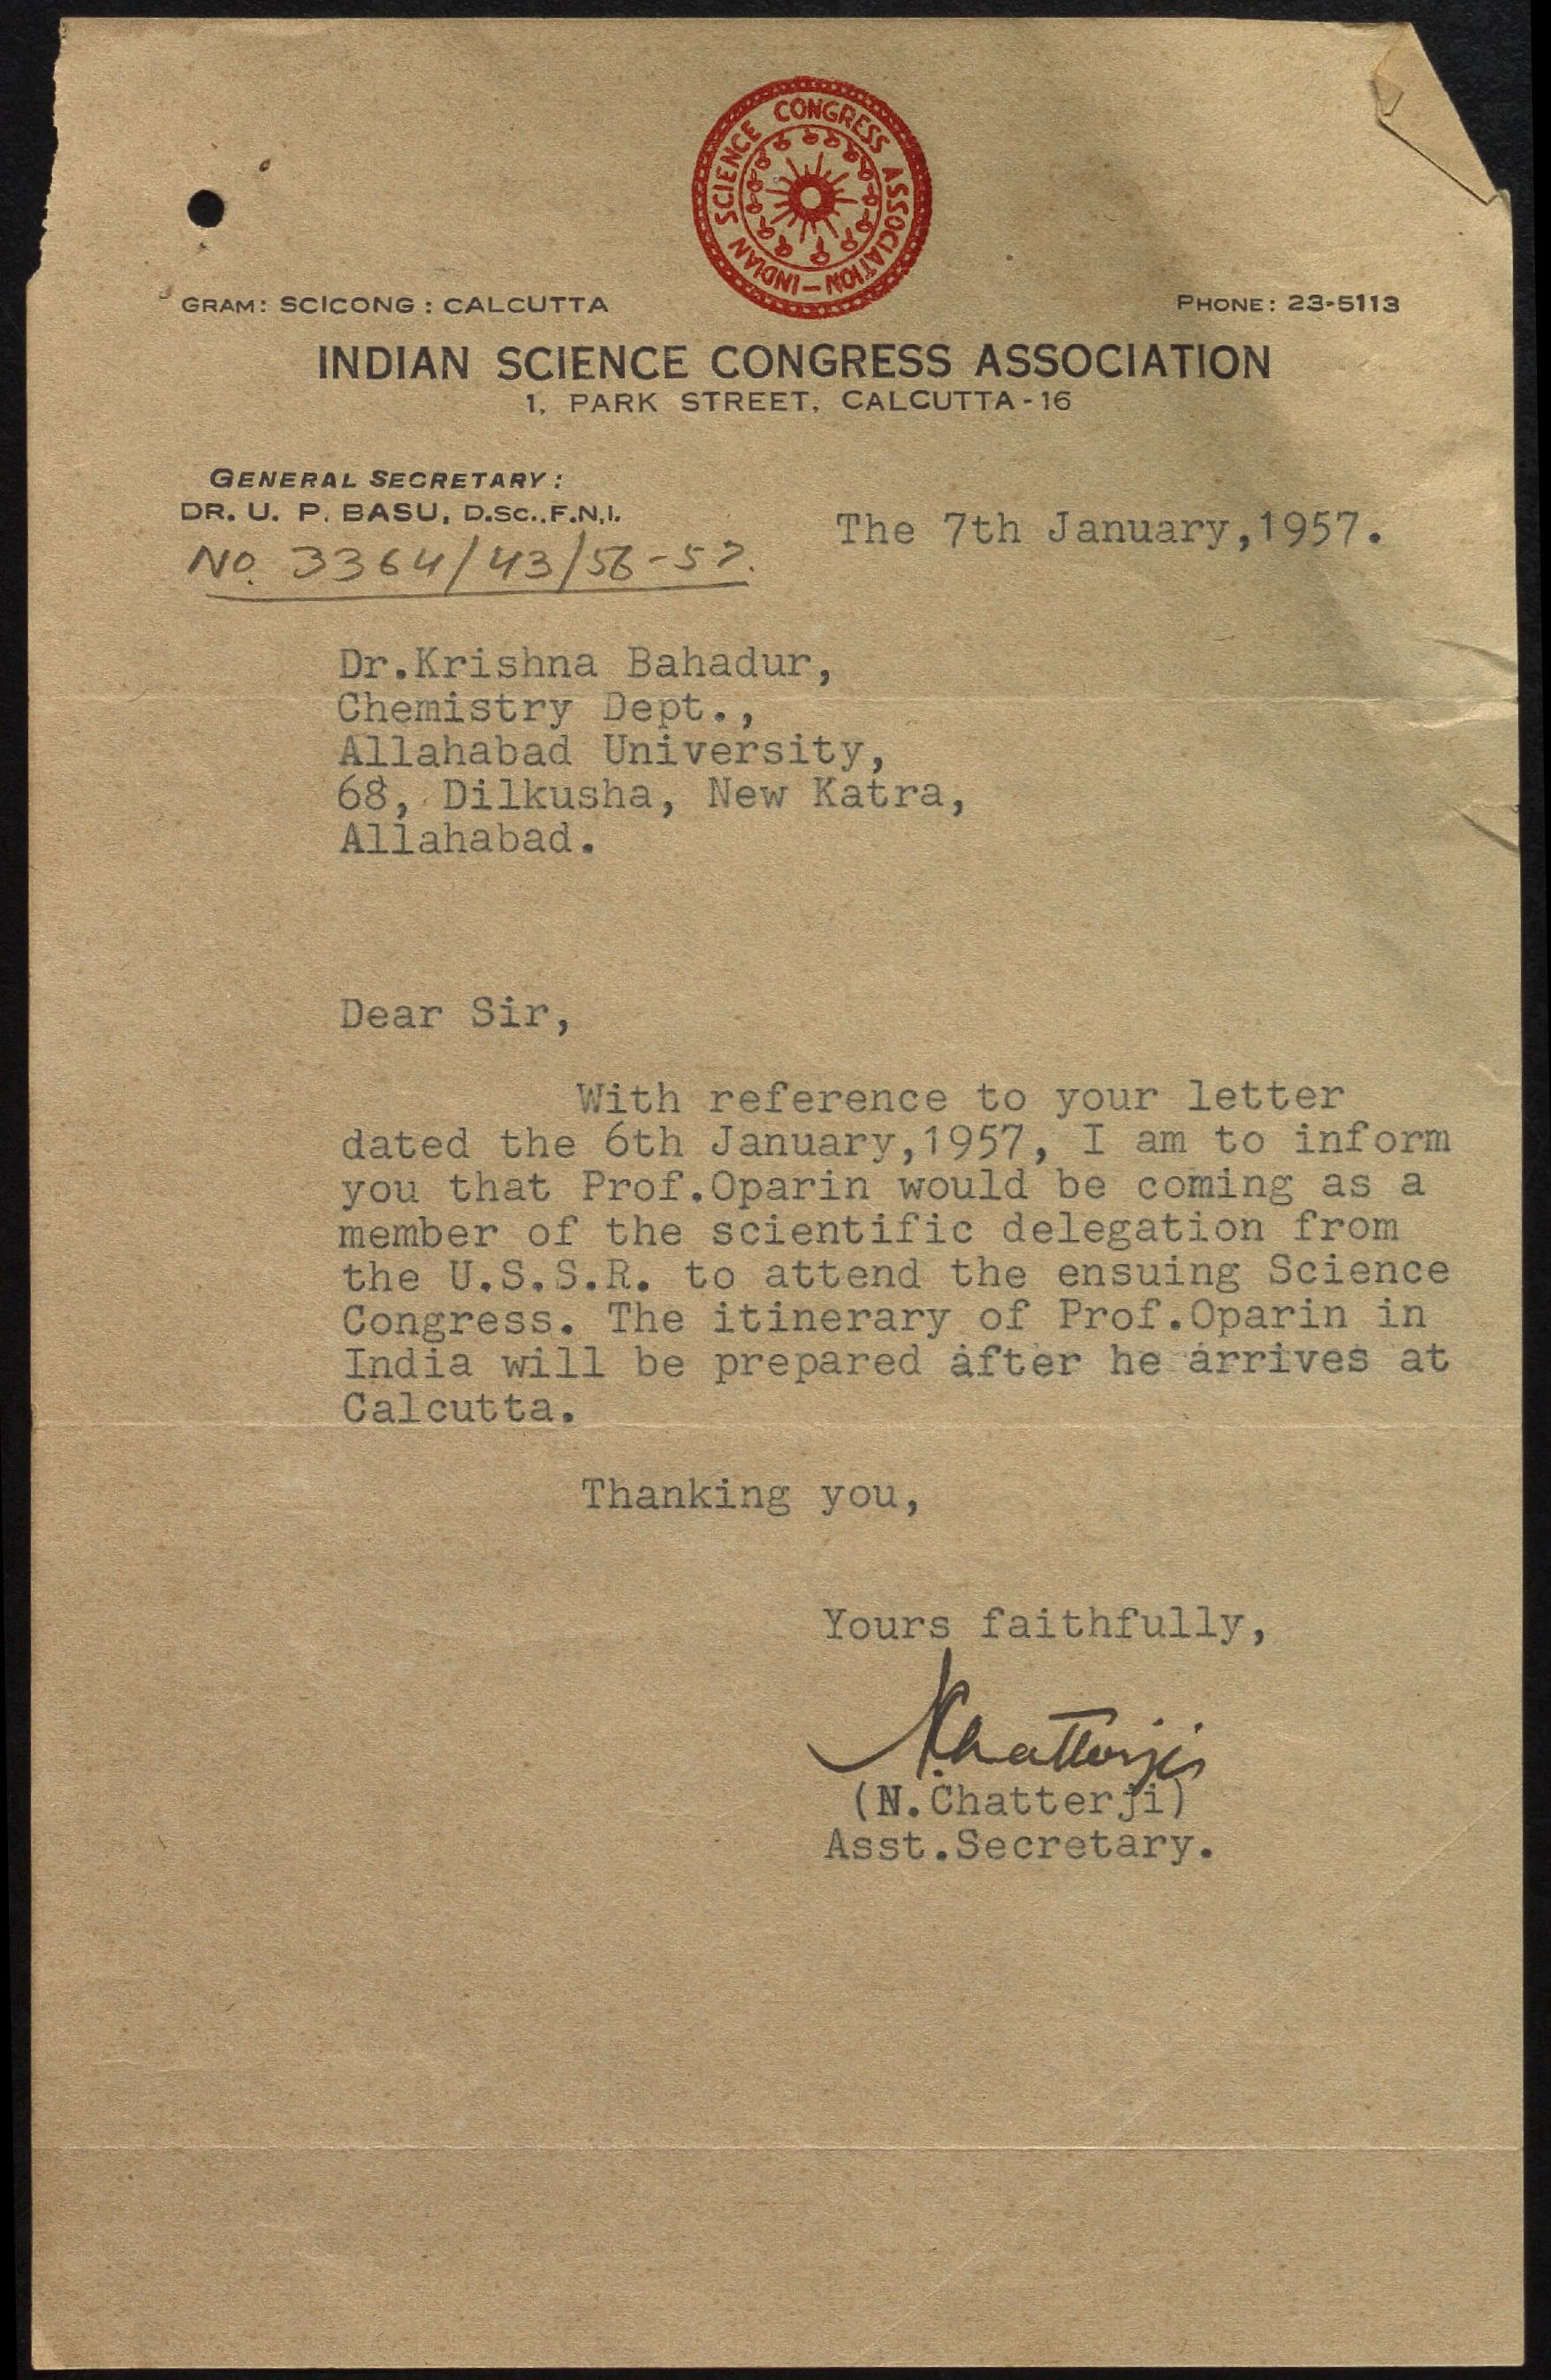 INDIAN SCIENCE CONGRESS ASSOCIATION
GRAM: SCICONG: CALCUTTA
PHONE: 23-5113
INDIAN SCIENCE CONGRESS ASSOCIATION
1, PARK STREET, CALCUTTA-16
GENERAL SECRETARY:
DR. U. P. BASU, D.SC., F.N.I.
No. 3364/43/56-57.
The 7th January,1957.
Dr.Krishna Bahadur,
Chemistry Dept.,
Allahabad University,
68, Dilkusha, New Katra,
Allahabad.
Dear Sir,
With reference to your letter
dated the 6th January,1957, I am to inform
you that Prof.Oparin would be coming as a
member of the scientific delegation from
the U.S.S.R. to attend the ensuing Science
Congress. The itinerary of Prof.Oparin in
India will be prepared after he arrives at
Calcutta.
Thanking you,
Yours faithfully,
NChatterji
(N.Chatterji)
Asst.Secretary.